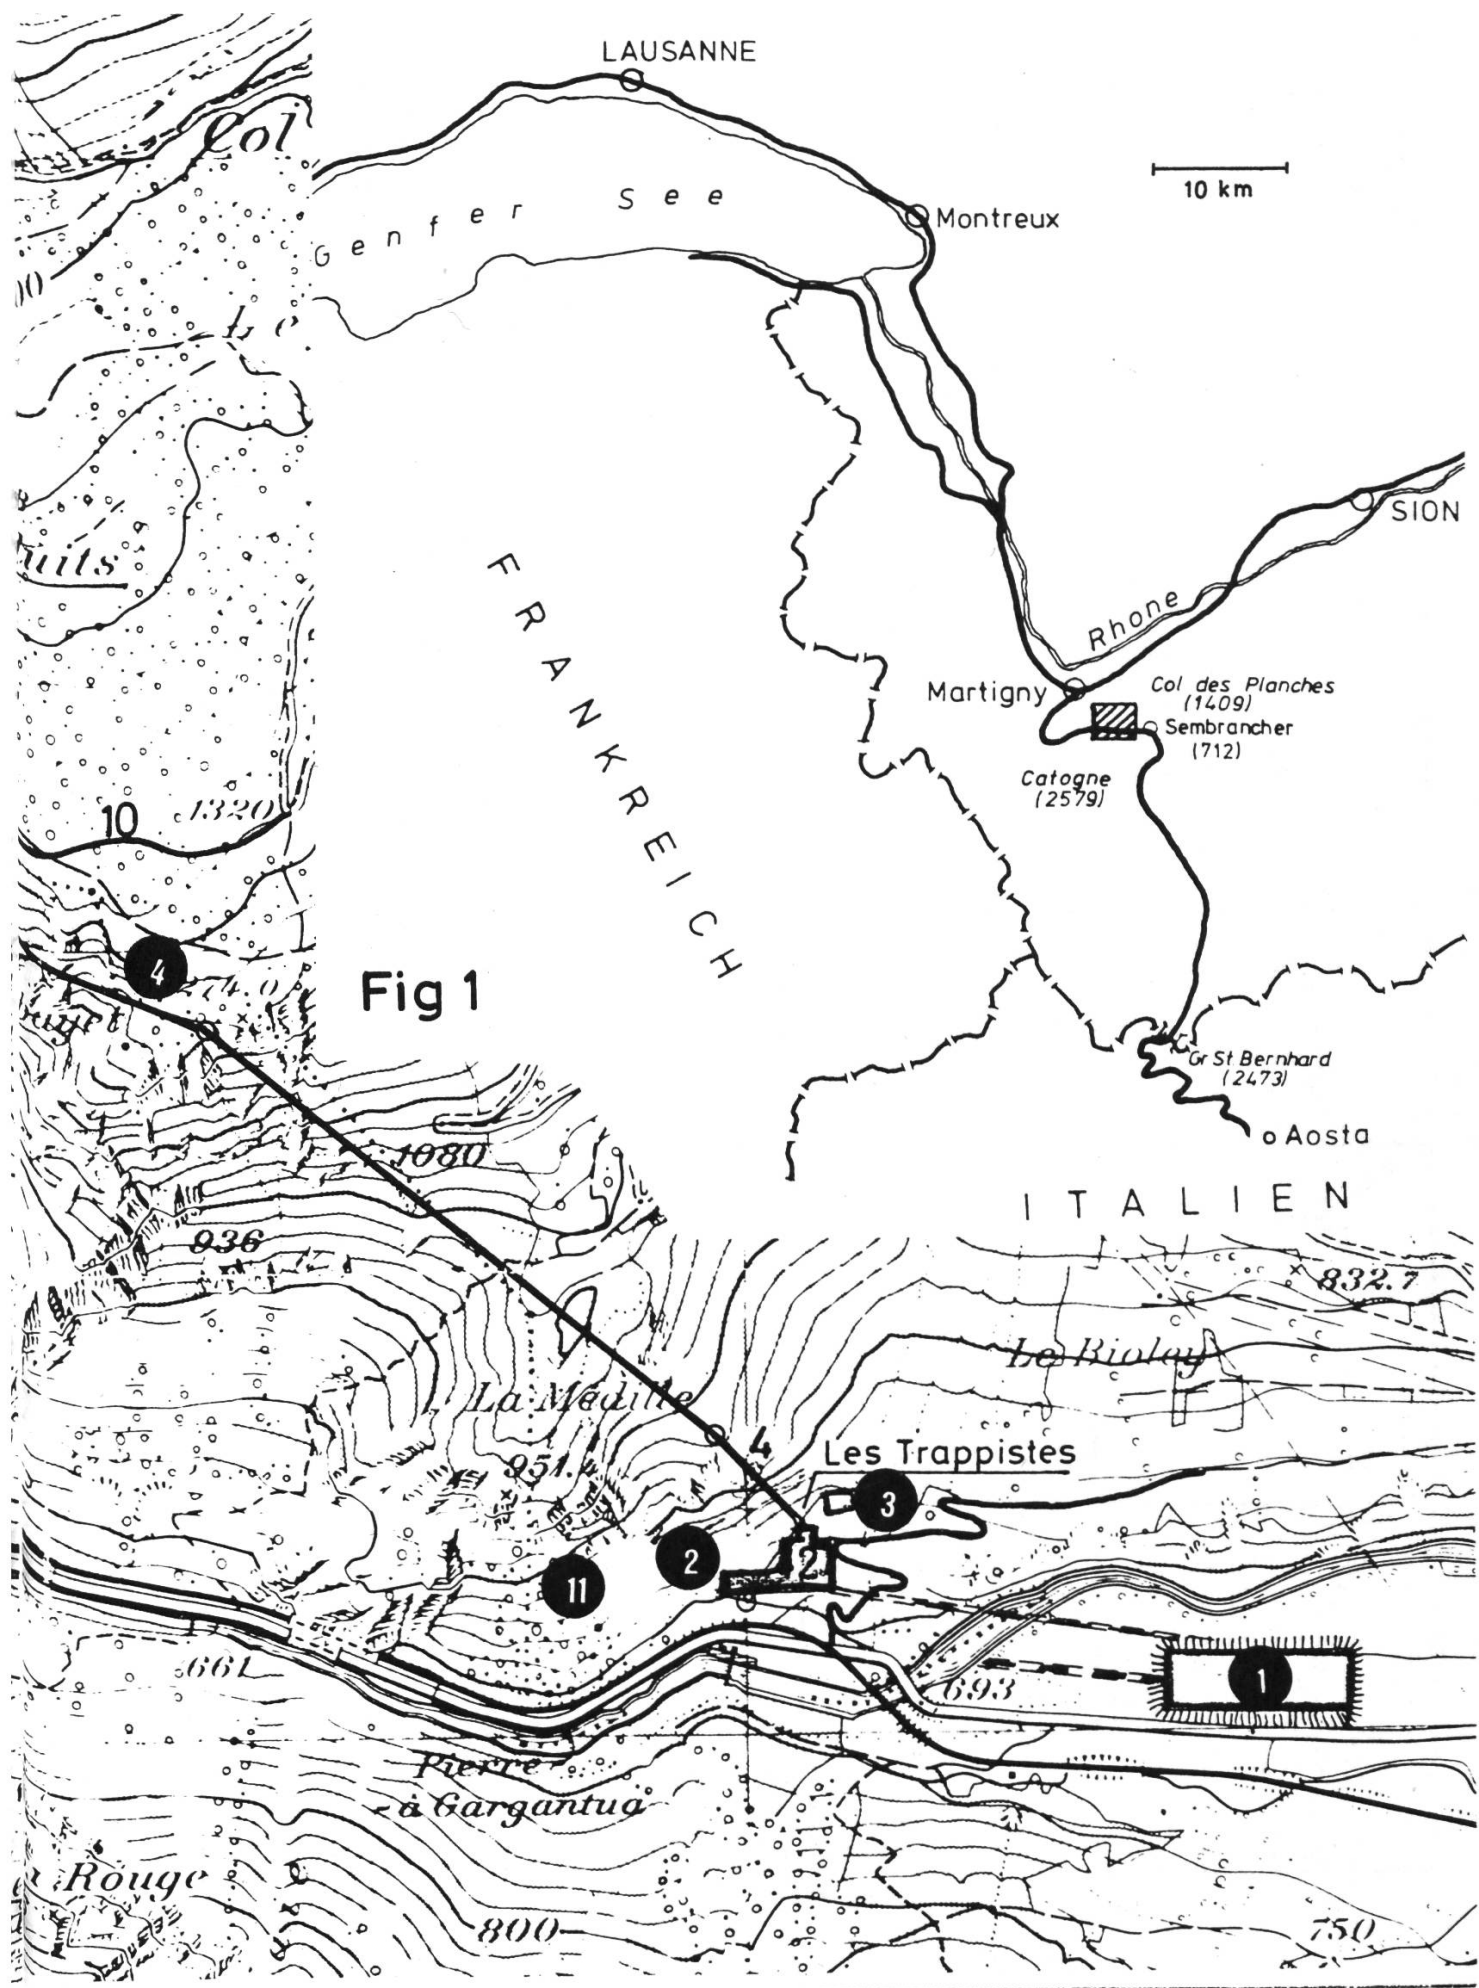 LAUSANNE
Col
10 km
Genfer See
Montreux
SION
FRANKREICH
Rhone
Martigny
Col des Planches
(1409)
Sembrancher
(712)
Catogne
(2579)
10
1320
4
Fig 1
Gr St Bernhard
(2473)
Aosta
1080
ITALIEN
936
832.7
Le Rioley
La Médille
4
Les Trappistes
951.
3
2
2
11
1
661
693
Pierre
à Gargantua
Rouge
800
750